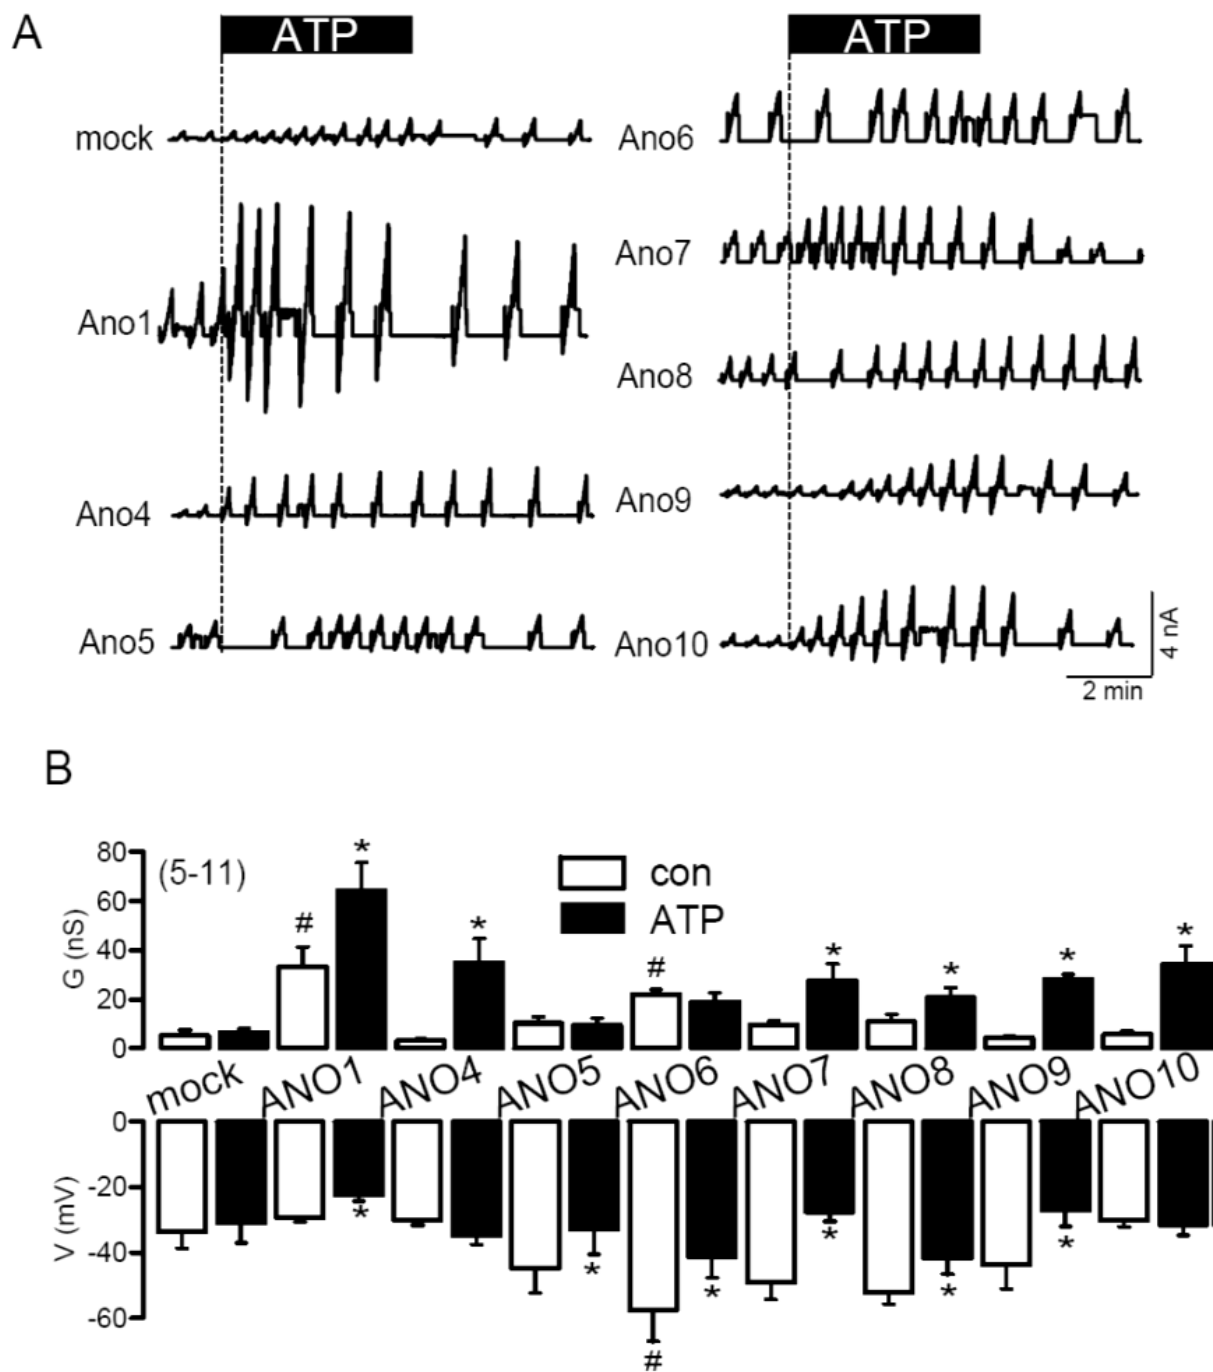 A
ATP
ATP
mock
Ano1
Ano4
Ano5
Ano6
Ano7
Ano8
Ano9
Ano10
4 nA
2 min
B
80
60
40
20
0
G (nS)
(5-11)
con
ATP
#
*
*
#
*
*
*
*
mock
ANO1
ANO4
ANO5
ANO6
ANO7
ANO8
ANO9
ANO10
0
-20
-40
-60
V (mV)
*
*
#
*
*
*
*